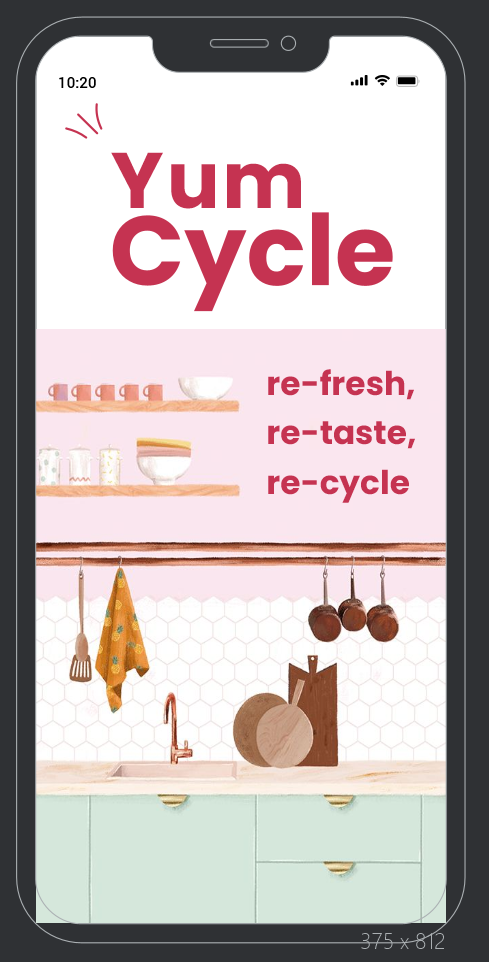 10:20
Yum
Cycle
re-fresh,
re-taste,
re-cycle
375 x 812